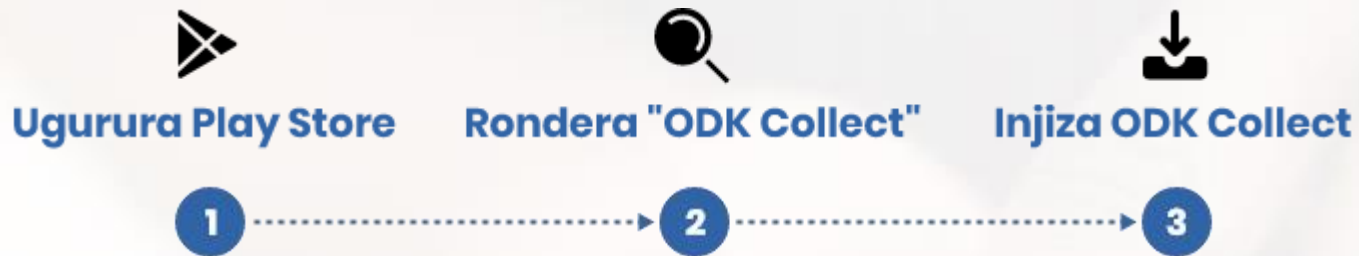 Ugurura Play Store
Rondera "ODK Collect"
Injiza ODK Collect
1
2
3